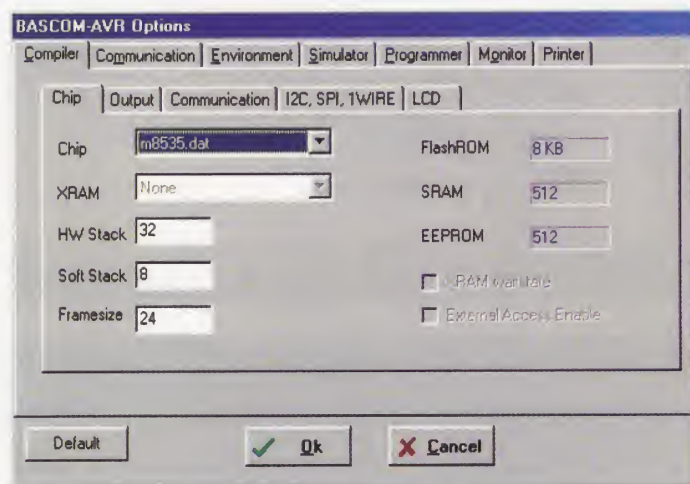 BASCOM-AVR Options
Compiler Communication Environment Simulator Programmer Monitor Printer
Chip Output Communication I2C, SPI, 1WIRE LCD
Chip m8535.dat FlashROM 8 KB
XRAM None SRAM 512
HW Stack 32 EEPROM 512
Soft Stack 8 XRAM waitstate
Framesize 24 External Access Enable
Default Ok Cancel